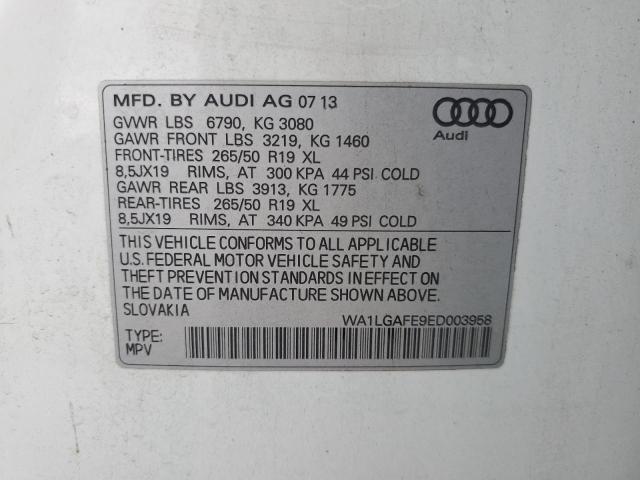 MFD. BY AUDI AG 07 13
GVWR LBS 6790, KG 3080
GAWR FRONT LBS 3219, KG 1460
FRONT-TIRES 265/50 R19 XL
8,5JX19 RIMS, AT 300 KPA 44 PSI COLD
GAWR REAR LBS 3913, KG 1775
REAR-TIRES 265/50 R19 XL
8,5JX19 RIMS, AT 340 KPA 49 PSI COLD
Audi
THIS VEHICLE CONFORMS TO ALL APPLICABLE
U.S. FEDERAL MOTOR VEHICLE SAFETY AND
THEFT PREVENTION STANDARDS IN EFFECT ON
THE DATE OF MANUFACTURE SHOWN ABOVE.
SLOVAKIA
WA1LGAFE9ED003958
TYPE:
MPV